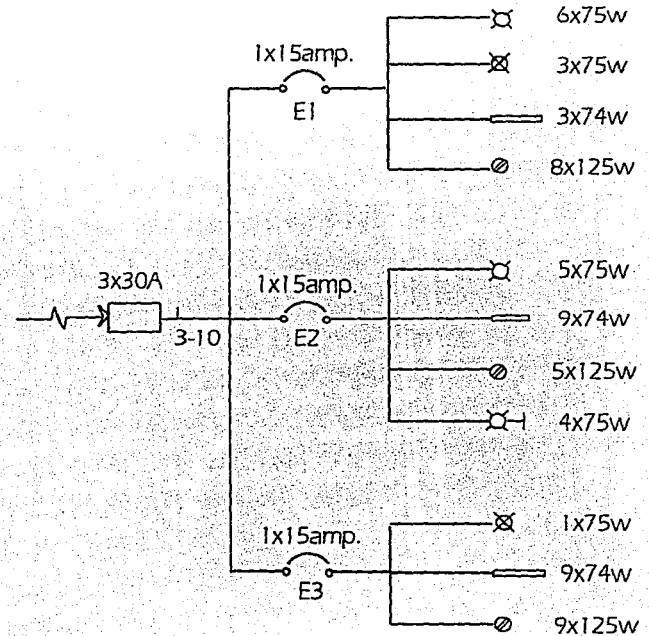 6x75w
1x15amp.
3x75w
E1
3x74w
8x125w
3x30A
1x15amp.
5x75w
3-10
E2
9x74w
5x125w
4x75w
1x15amp.
1x75w
E3
9x74w
9x125w